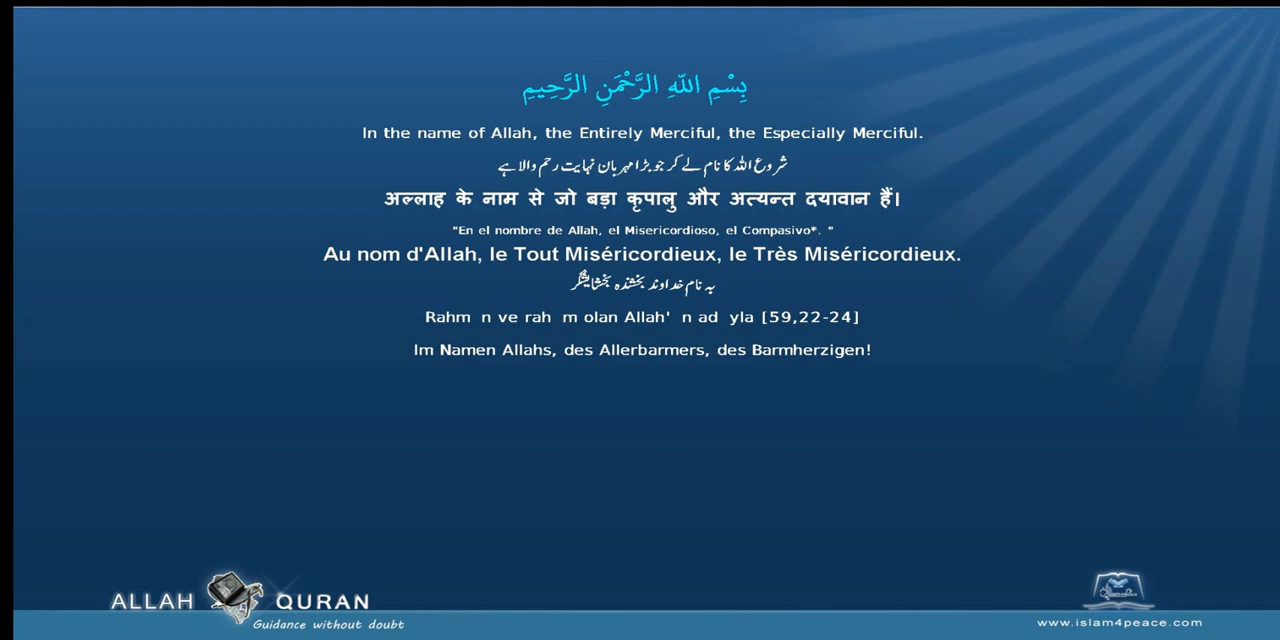 بِسْمِ اللّٰهِ الرَّحْمَنِ الرَّحِيمِ
In the name of Allah, the Entirely Merciful, the Especially Merciful.
شروع اللہ کا نام لے کر جو بڑا مہربان نہایت رحم والا ہے
अल्लाह के नाम से जो बड़ा कृपालु और अत्यन्त दयावान हैं।
"En el nombre de Allah, el Misericordioso, el Compasivo*. "
Au nom d'Allah, le Tout Miséricordieux, le Très Miséricordieux.
به نام خداوند بخشنده بخشایشگر
Rahm n ve rah m olan Allah' n ad yla [59,22-24]
Im Namen Allahs, des Allerbarmers, des Barmherzigen!
ALLAH QURAN
Guidance without doubt
www.islam4peace.com